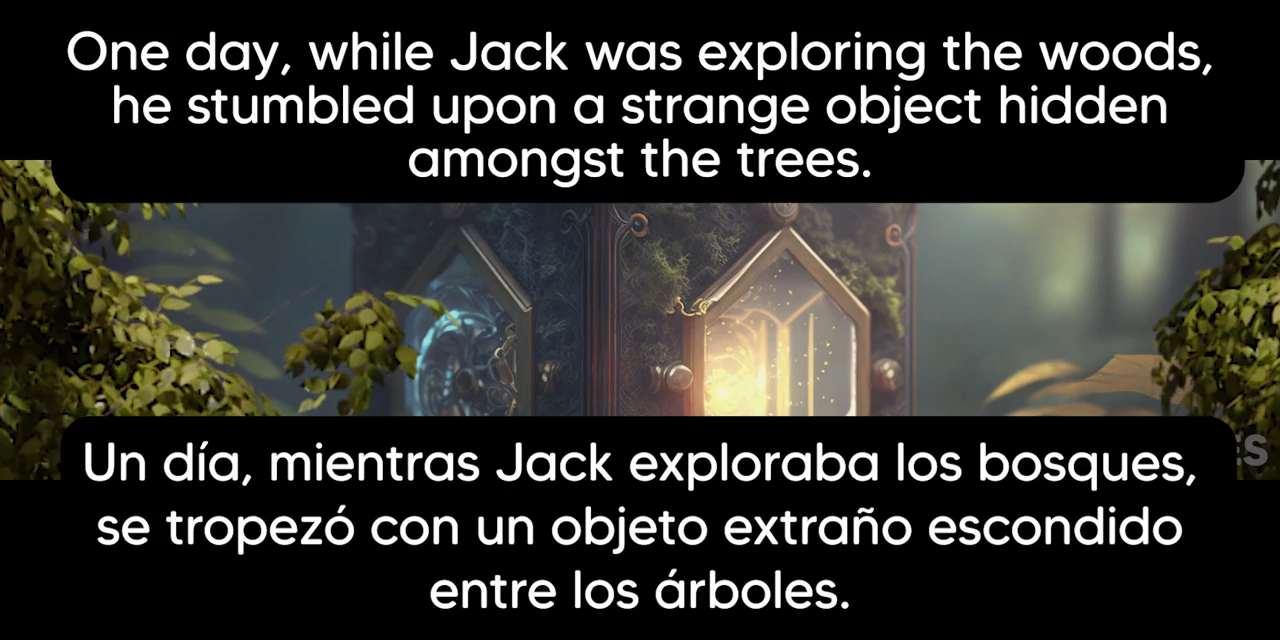 One day, while Jack was exploring the woods,
he stumbled upon a strange object hidden
amongst the trees.
Un día, mientras Jack exploraba los bosques,
se tropezó con un objeto extraño escondido
entre los árboles.